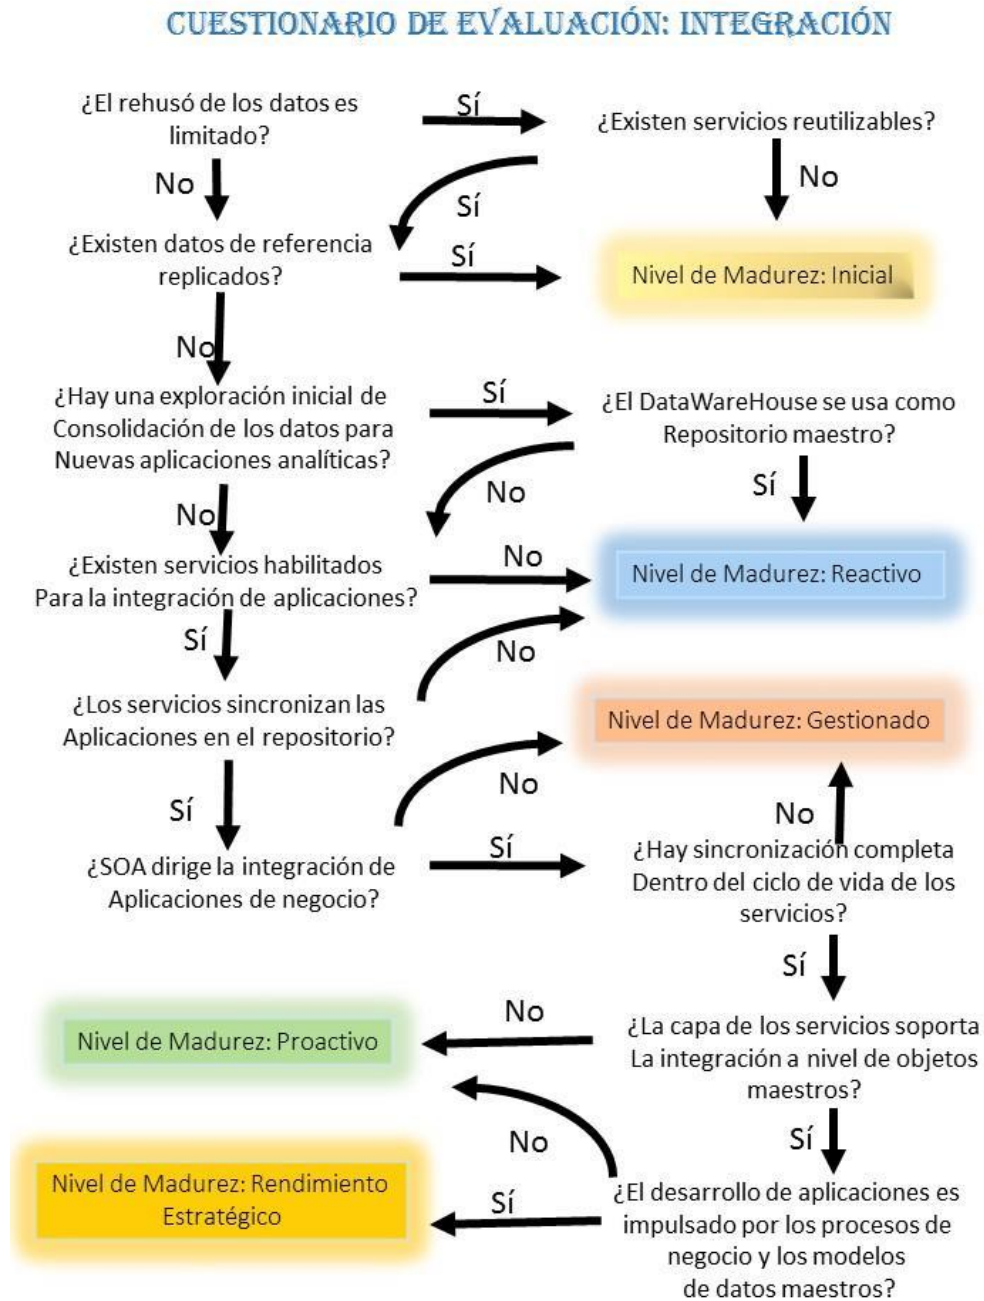 CUESTIONARIO DE EVALUACIÓN: INTEGRACIÓN
¿El rehusó de los datos es
limitado?
Sí
¿Existen servicios reutilizables?
No
Sí
No
¿Existen datos de referencia
replicados?
Sí
Nivel de Madurez: Inicial
No
¿Hay una exploración inicial de
Consolidación de los datos para
Nuevas aplicaciones analíticas?
Sí
¿El DataWareHouse se usa como
Repositorio maestro?
No
Sí
No
¿Existen servicios habilitados
Para la integración de aplicaciones?
No
Nivel de Madurez: Reactivo
Sí
No
¿Los servicios sincronizan las
Aplicaciones en el repositorio?
Nivel de Madurez: Gestionado
No
Sí
No
¿SOA dirige la integración de
Aplicaciones de negocio?
Sí
¿Hay sincronización completa
Dentro del ciclo de vida de los
servicios?
Sí
No
¿La capa de los servicios soporta
La integración a nivel de objetos
maestros?
Nivel de Madurez: Proactivo
Sí
No
Nivel de Madurez: Rendimiento
Estratégico
Sí
¿El desarrollo de aplicaciones es
impulsado por los procesos de
negocio y los modelos
de datos maestros?